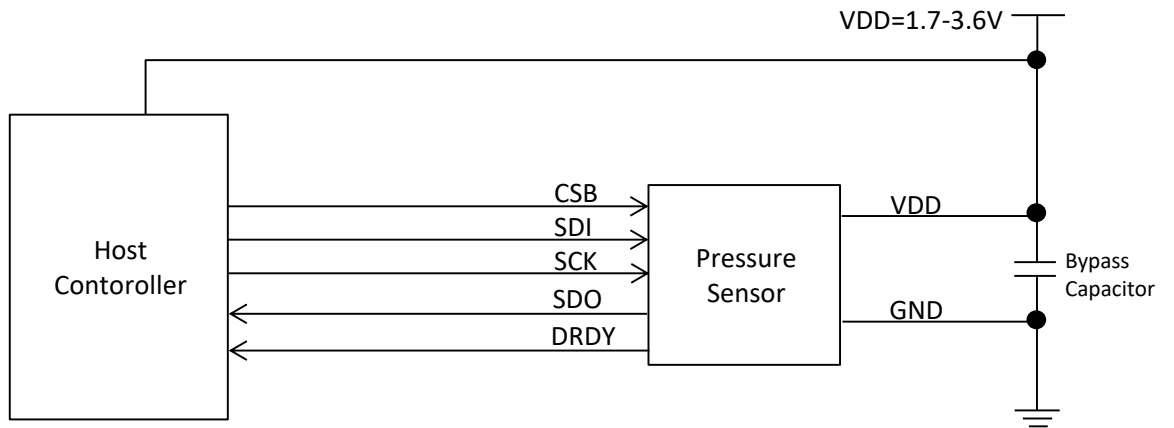 VDD=1.7-3.6V
CSB
SDI
SCK
SDO
DRDY
Host
Contoroller
Pressure
Sensor
VDD
GND
Bypass
Capacitor